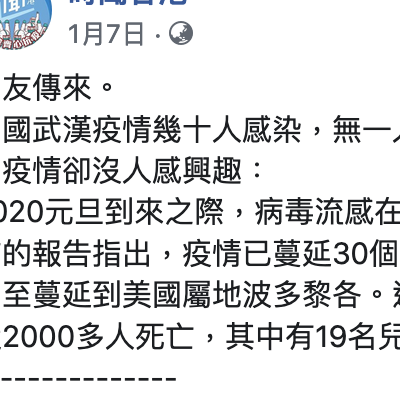 1月7日 ·
友傳來。
國武漢疫情幾十人感染，無一
疫情卻沒人感興趣：
020元旦到來之際，病毒流感在
的報告指出，疫情已蔓延30個
至蔓延到美國屬地波多黎各。
2000多人死亡，其中有19名
--------------